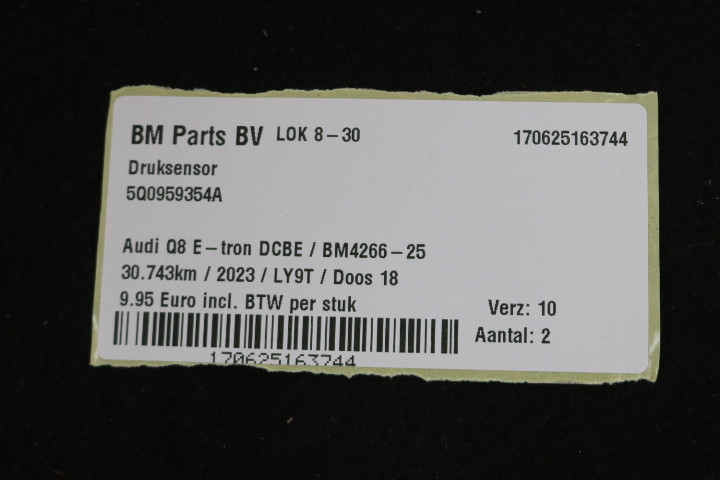 BM Parts BV LOK 8-30 170625163744
Druksensor
5Q0959354A
Audi Q8 E-tron DCBE / BM4266-25
30.743km / 2023 / LY9T / Doos 18
9.95 Euro incl. BTW per stuk Verz: 10
Aantal: 2
170625163744